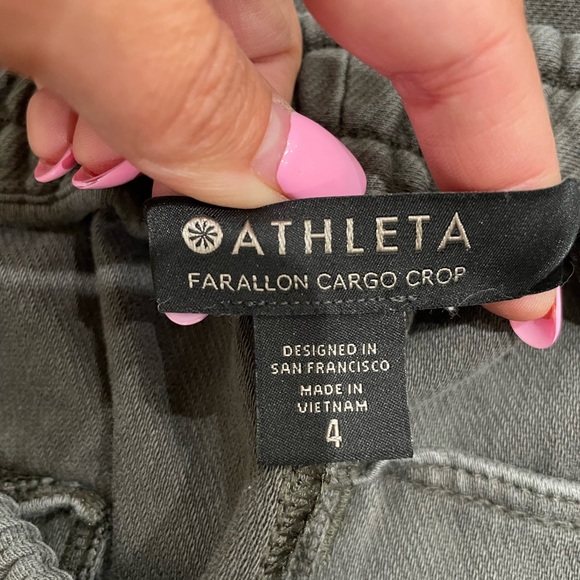 ATHLETA
FARALLON CARGO CROP
DESIGNED IN
SAN FRANCISCO
MADE IN
VIETNAM
4